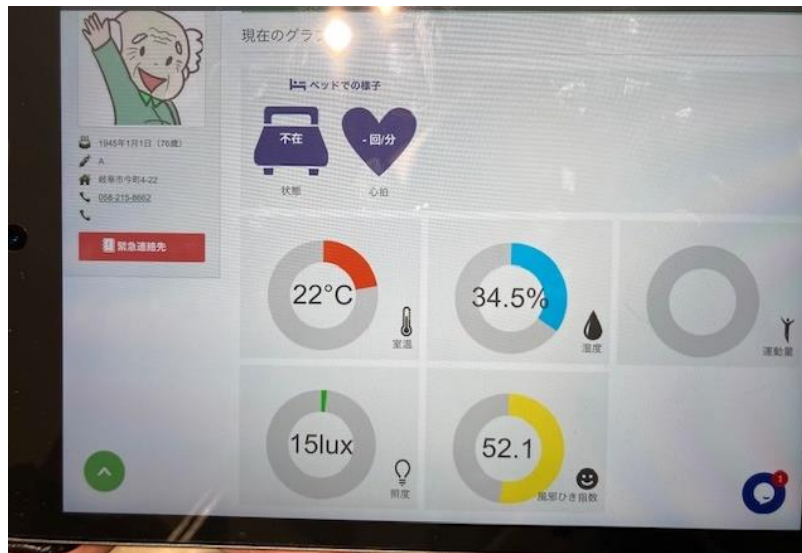 現在のグラフ
ベッドでの様子
不在
- 回/分
状態
心拍
1945年1月1日 (76歳)
A
岐阜市今町4-22
058-215-6662
緊急連絡先
22°C
室温
34.5%
湿度
運動量
15lux
照度
52.1
風邪ひき指数
1